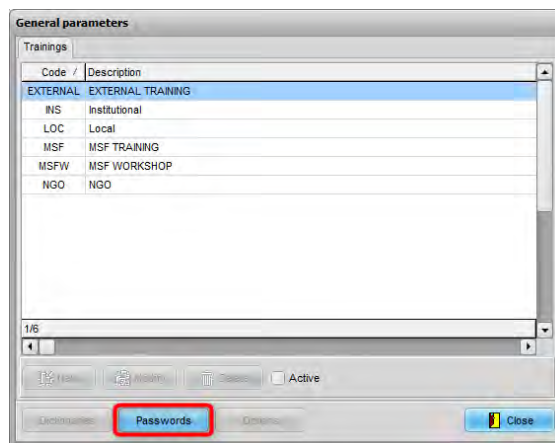 General parameters
Trainings
Code / Description
EXTERNAL EXTERNAL TRAINING
INS Institutional
LOC Local
MSF MSF TRAINING
MSFW MSF WORKSHOP
NGO NGO
1/6
Active
Passwords Close